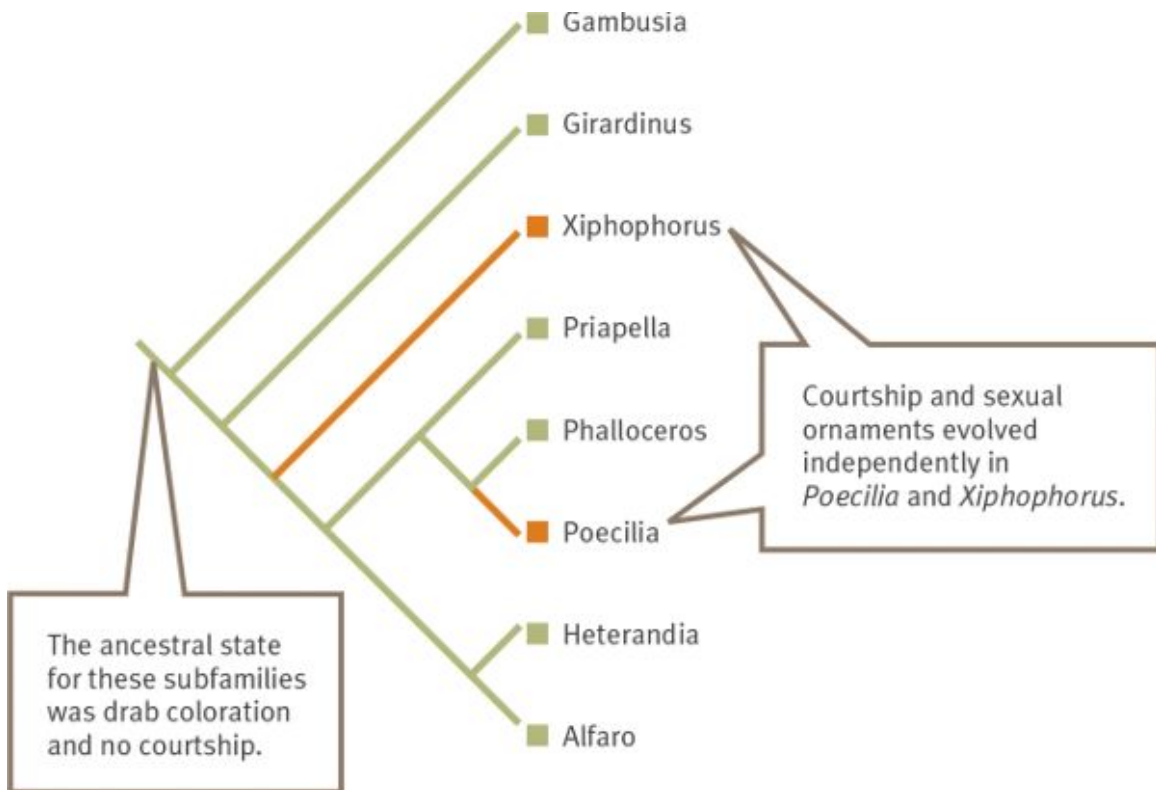 Gambusia
Girardinus
Xiphophorus
Priapella
Phalloceros
Poecilia
Heterandia
Alfaro
Courtship and sexual
ornaments evolved
independently in
Poecilia and Xiphophorus.
The ancestral state
for these subfamilies
was drab coloration
and no courtship.